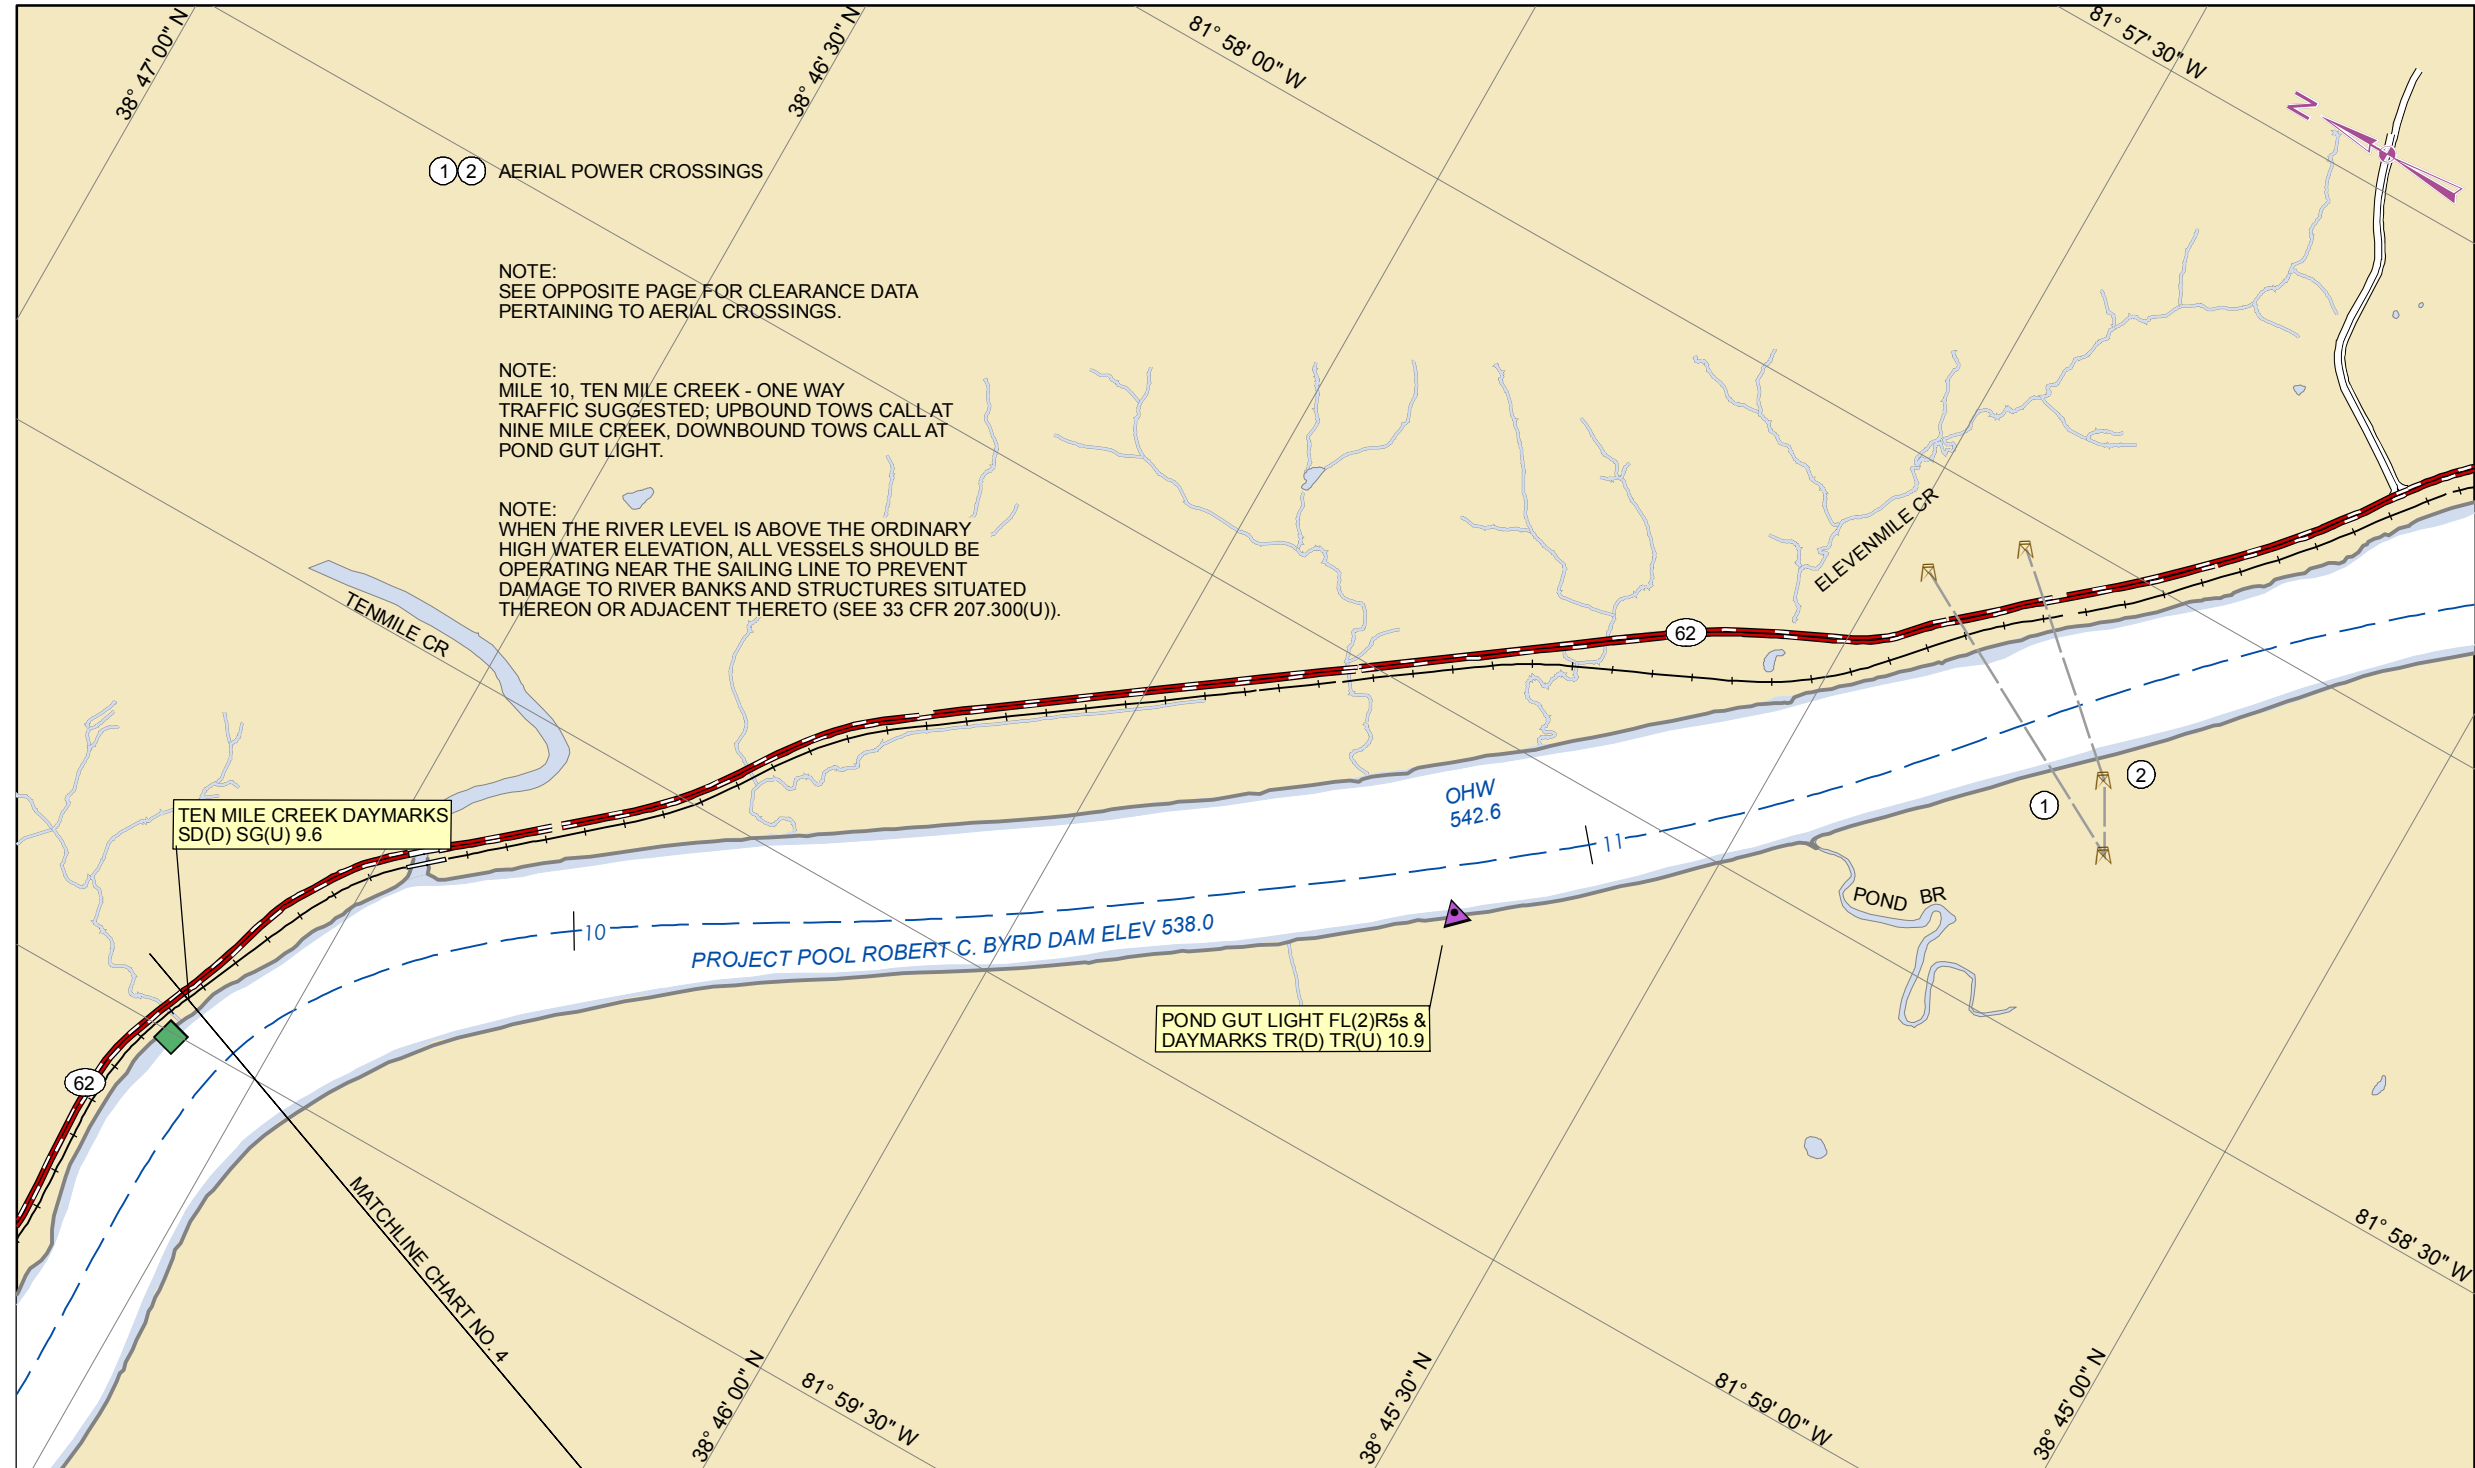 38° 47' 00" N
38° 46' 30" N
81° 58' 00" W
81° 57' 30" W
N
1 2 AERIAL POWER CROSSINGS
NOTE:
SEE OPPOSITE PAGE FOR CLEARANCE DATA
PERTAINING TO AERIAL CROSSINGS.
NOTE:
MILE 10, TEN MILE CREEK - ONE WAY
TRAFFIC SUGGESTED; UPBOUND TOWS CALL AT
NINE MILE CREEK, DOWNBOUND TOWS CALL AT
POND GUT LIGHT.
NOTE:
WHEN THE RIVER LEVEL IS ABOVE THE ORDINARY
HIGH WATER ELEVATION, ALL VESSELS SHOULD BE
OPERATING NEAR THE SAILING LINE TO PREVENT
DAMAGE TO RIVER BANKS AND STRUCTURES SITUATED
THEREON OR ADJACENT THERETO (SEE 33 CFR 207.300(U)).
TENMILE CR
ELEVENMILE CR
62
TEN MILE CREEK DAYMARKS
SD(D) SG(U) 9.6
OHW
542.6
1
2
11
10
PROJECT POOL ROBERT C. BYRD DAM ELEV 538.0
POND BR
POND GUT LIGHT FL(2)R5s &
DAYMARKS TR(D) TR(U) 10.9
62
MATCHLINE CHART NO. 4
81° 58' 30" W
38° 46' 00" N
81° 59' 30" W
38° 45' 30" N
81° 59' 00" W
38° 45' 00" N